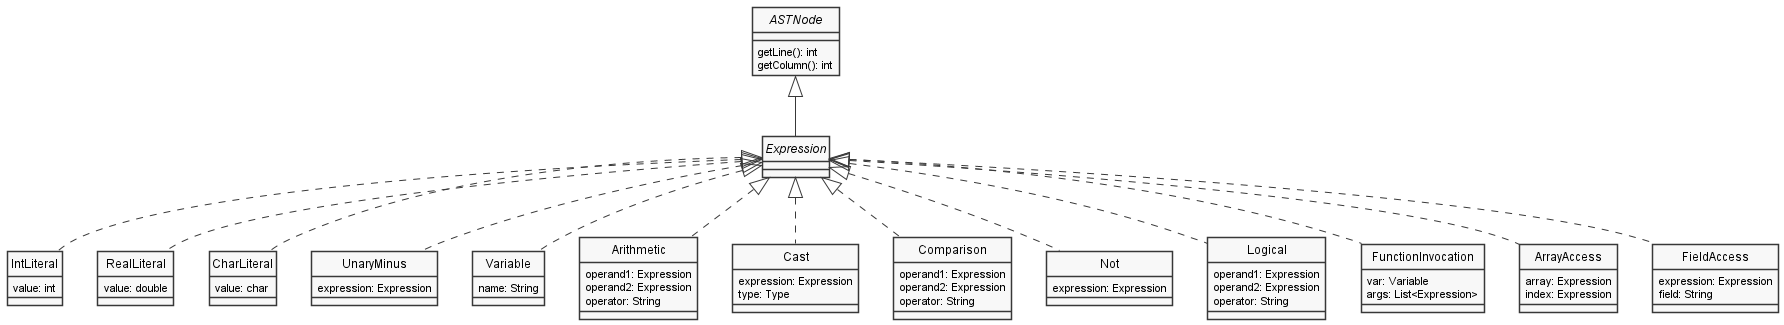 ASTNode
getLine(): int
getColumn(): int
Expression
IntLiteral
value: int
RealLiteral
value: double
CharLiteral
value: char
UnaryMinus
expression: Expression
Variable
name: String
Arithmetic
operand1: Expression
operand2: Expression
operator: String
Cast
expression: Expression
type: Type
Comparison
operand1: Expression
operand2: Expression
operator: String
Not
expression: Expression
Logical
operand1: Expression
operand2: Expression
operator: String
FunctionInvocation
var: Variable
args: List<Expression>
ArrayAccess
array: Expression
index: Expression
FieldAccess
expression: Expression
field: String